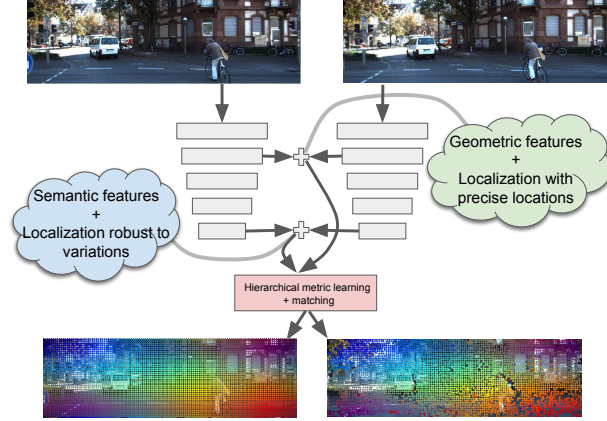 Geometric features
+
Localization with
precise locations
Semantic features
+
Localization robust to
variations
Hierarchical metric learning
+ matching